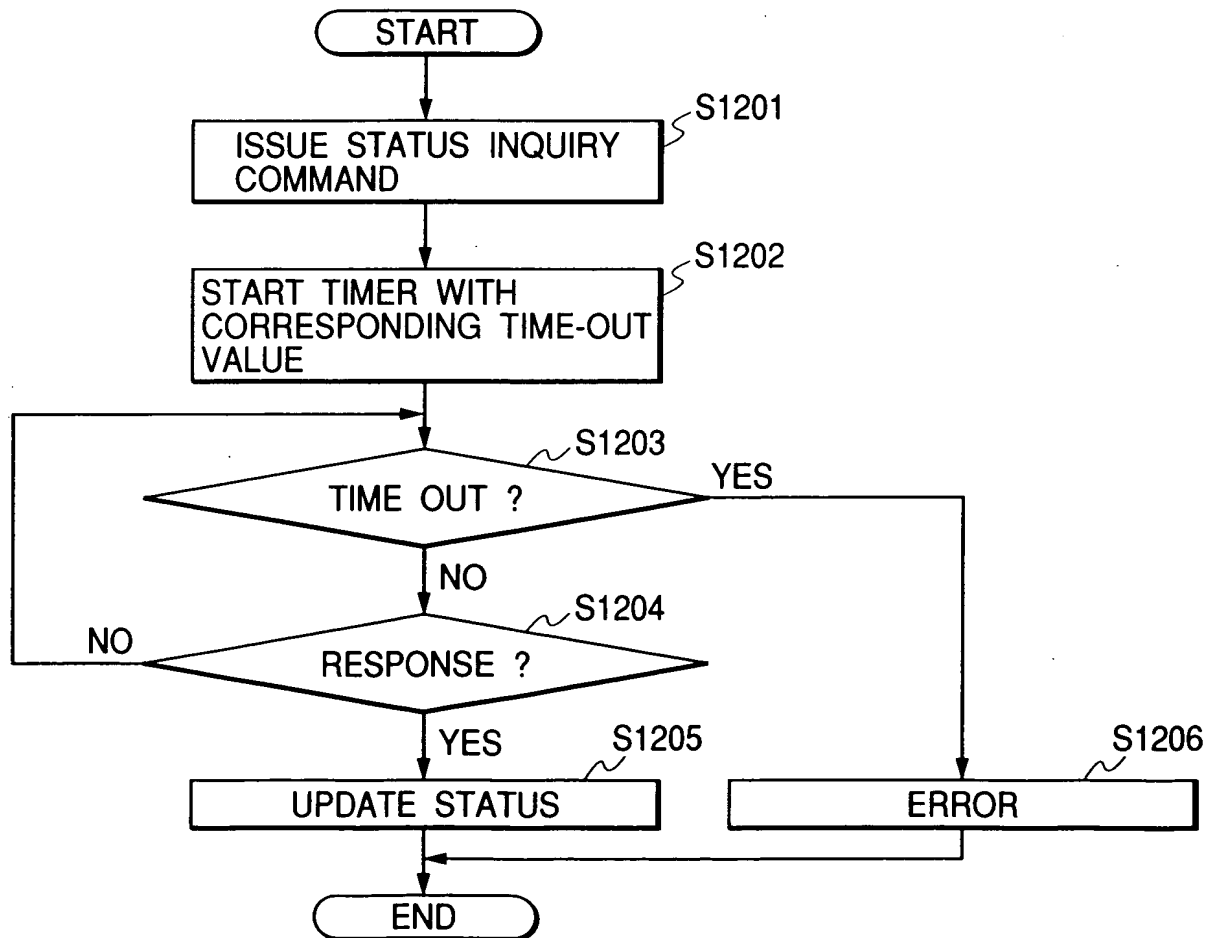 START
S1201
ISSUE STATUS INQUIRY
COMMAND
S1202
START TIMER WITH
CORRESPONDING TIME-OUT
VALUE
S1203
TIME OUT ?
YES
NO
S1204
NO
RESPONSE ?
YES
S1205
UPDATE STATUS
S1206
ERROR
END